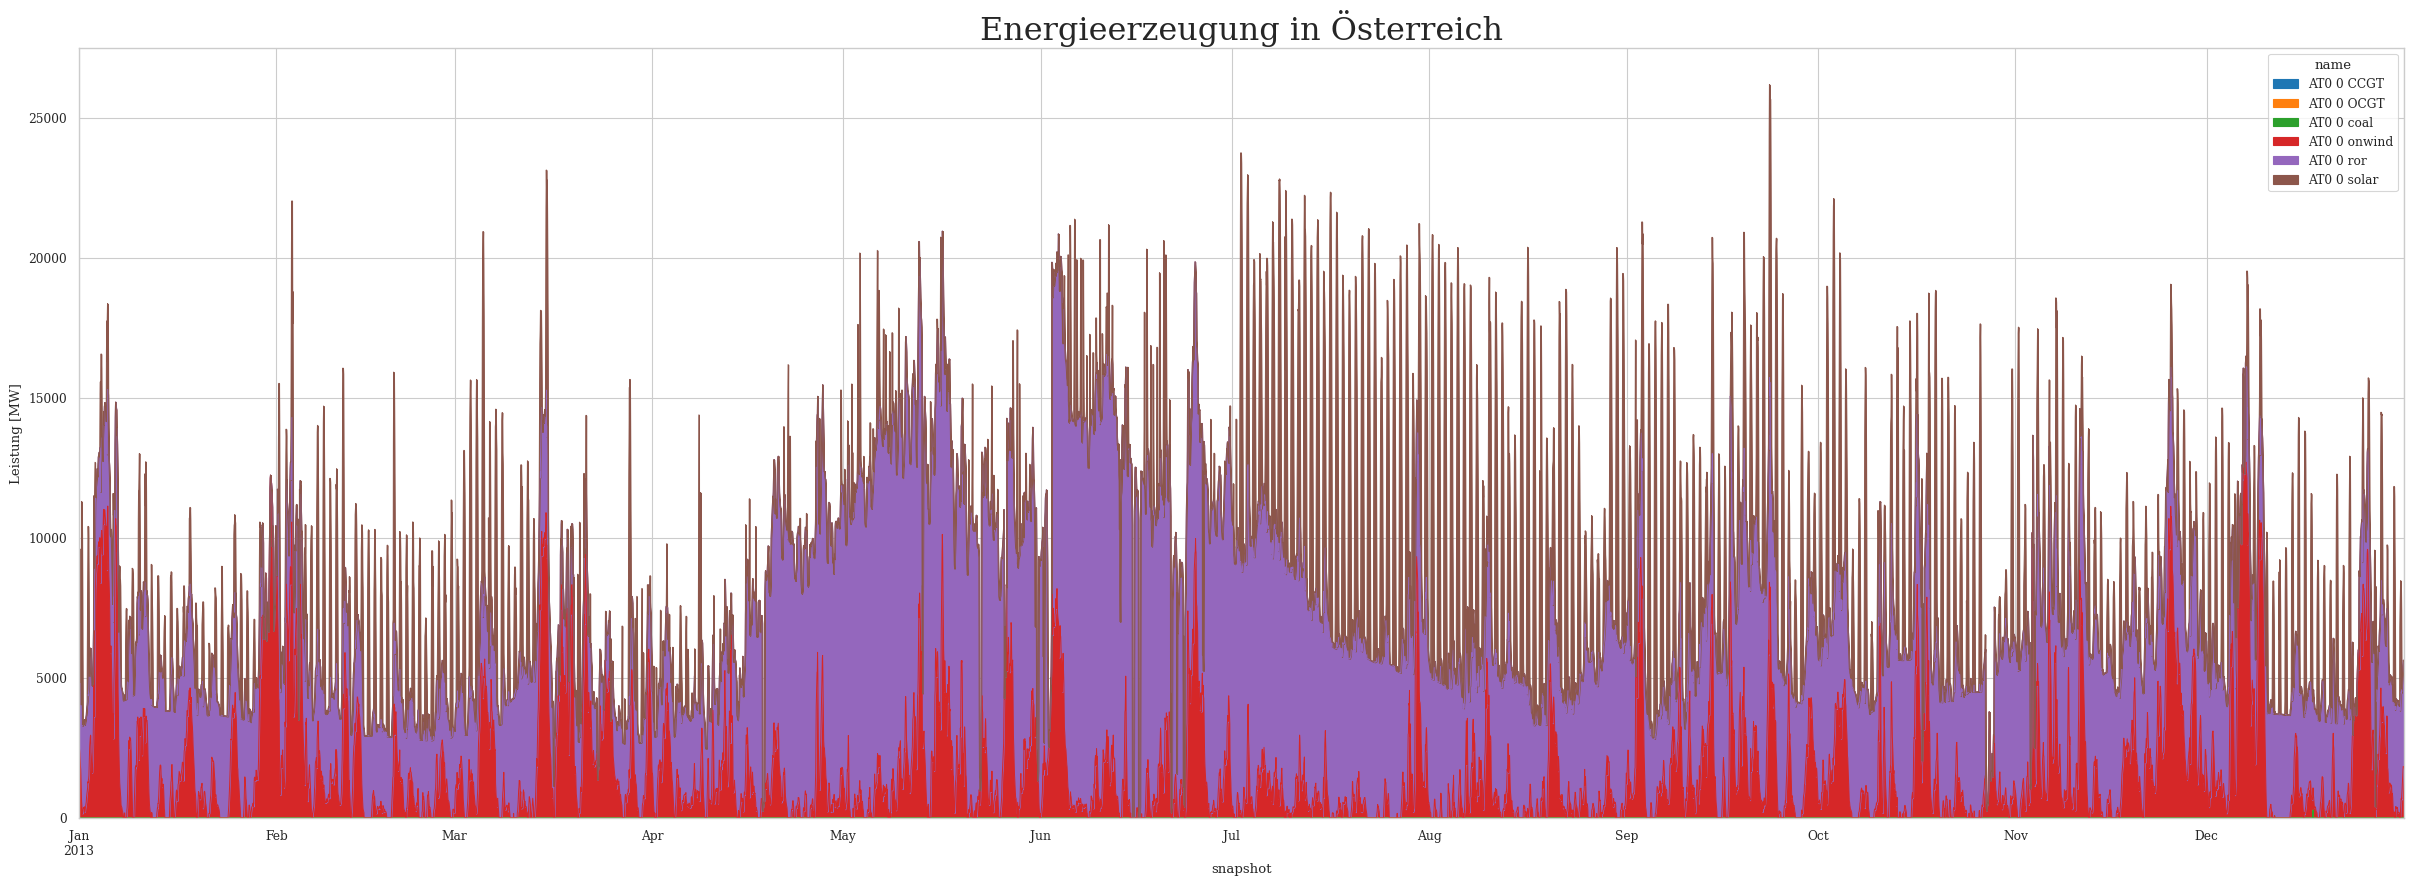 Energieerzeugung in Österreich
name
AT0 0 CCGT
AT0 0 OCGT
AT0 0 coal
AT0 0 onwind
AT0 0 ror
AT0 0 solar
Leistung [MW]
25000
20000
15000
10000
5000
0
Jan Feb Mar Apr May Jun Jul Aug Sep Oct Nov Dec
2013
snapshot